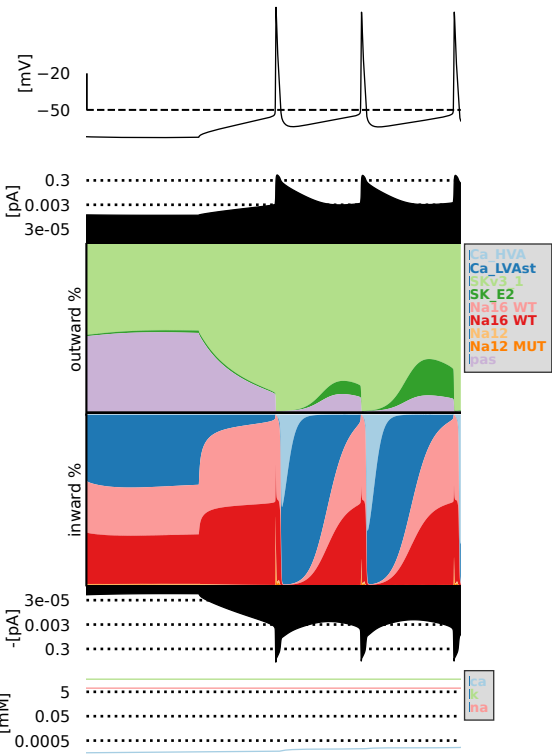 [mV]
−20
−50
[pA]
0.3
0.003
3e-05
outward %
Ca_HVA
Ca_LVAst
SKv3_1
SK_E2
Na16 WT
Na16 WT
Na12
Na12 MUT
pas
inward %
-[pA]
3e-05
0.003
0.3
[mM]
5
0.05
0.0005
ca
k
na